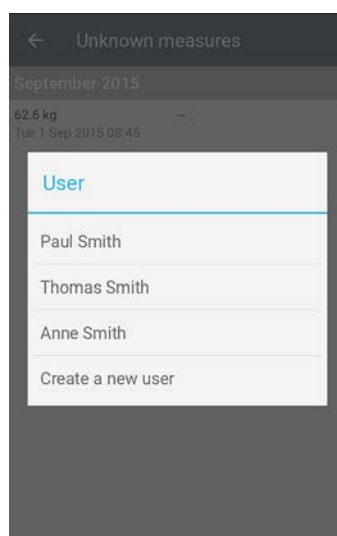 Unknown measures
September 2015
62.6 kg --
Tue 1 Sep 2015 08:45
User
Paul Smith
Thomas Smith
Anne Smith
Create a new user